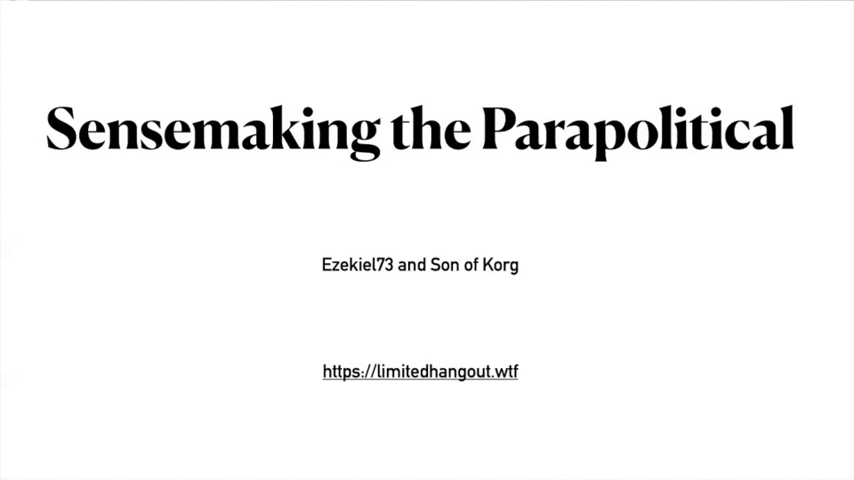 Sensemaking the Parapolitical
Ezekiel73 and Son of Korg
https://limitedhangout.wtf